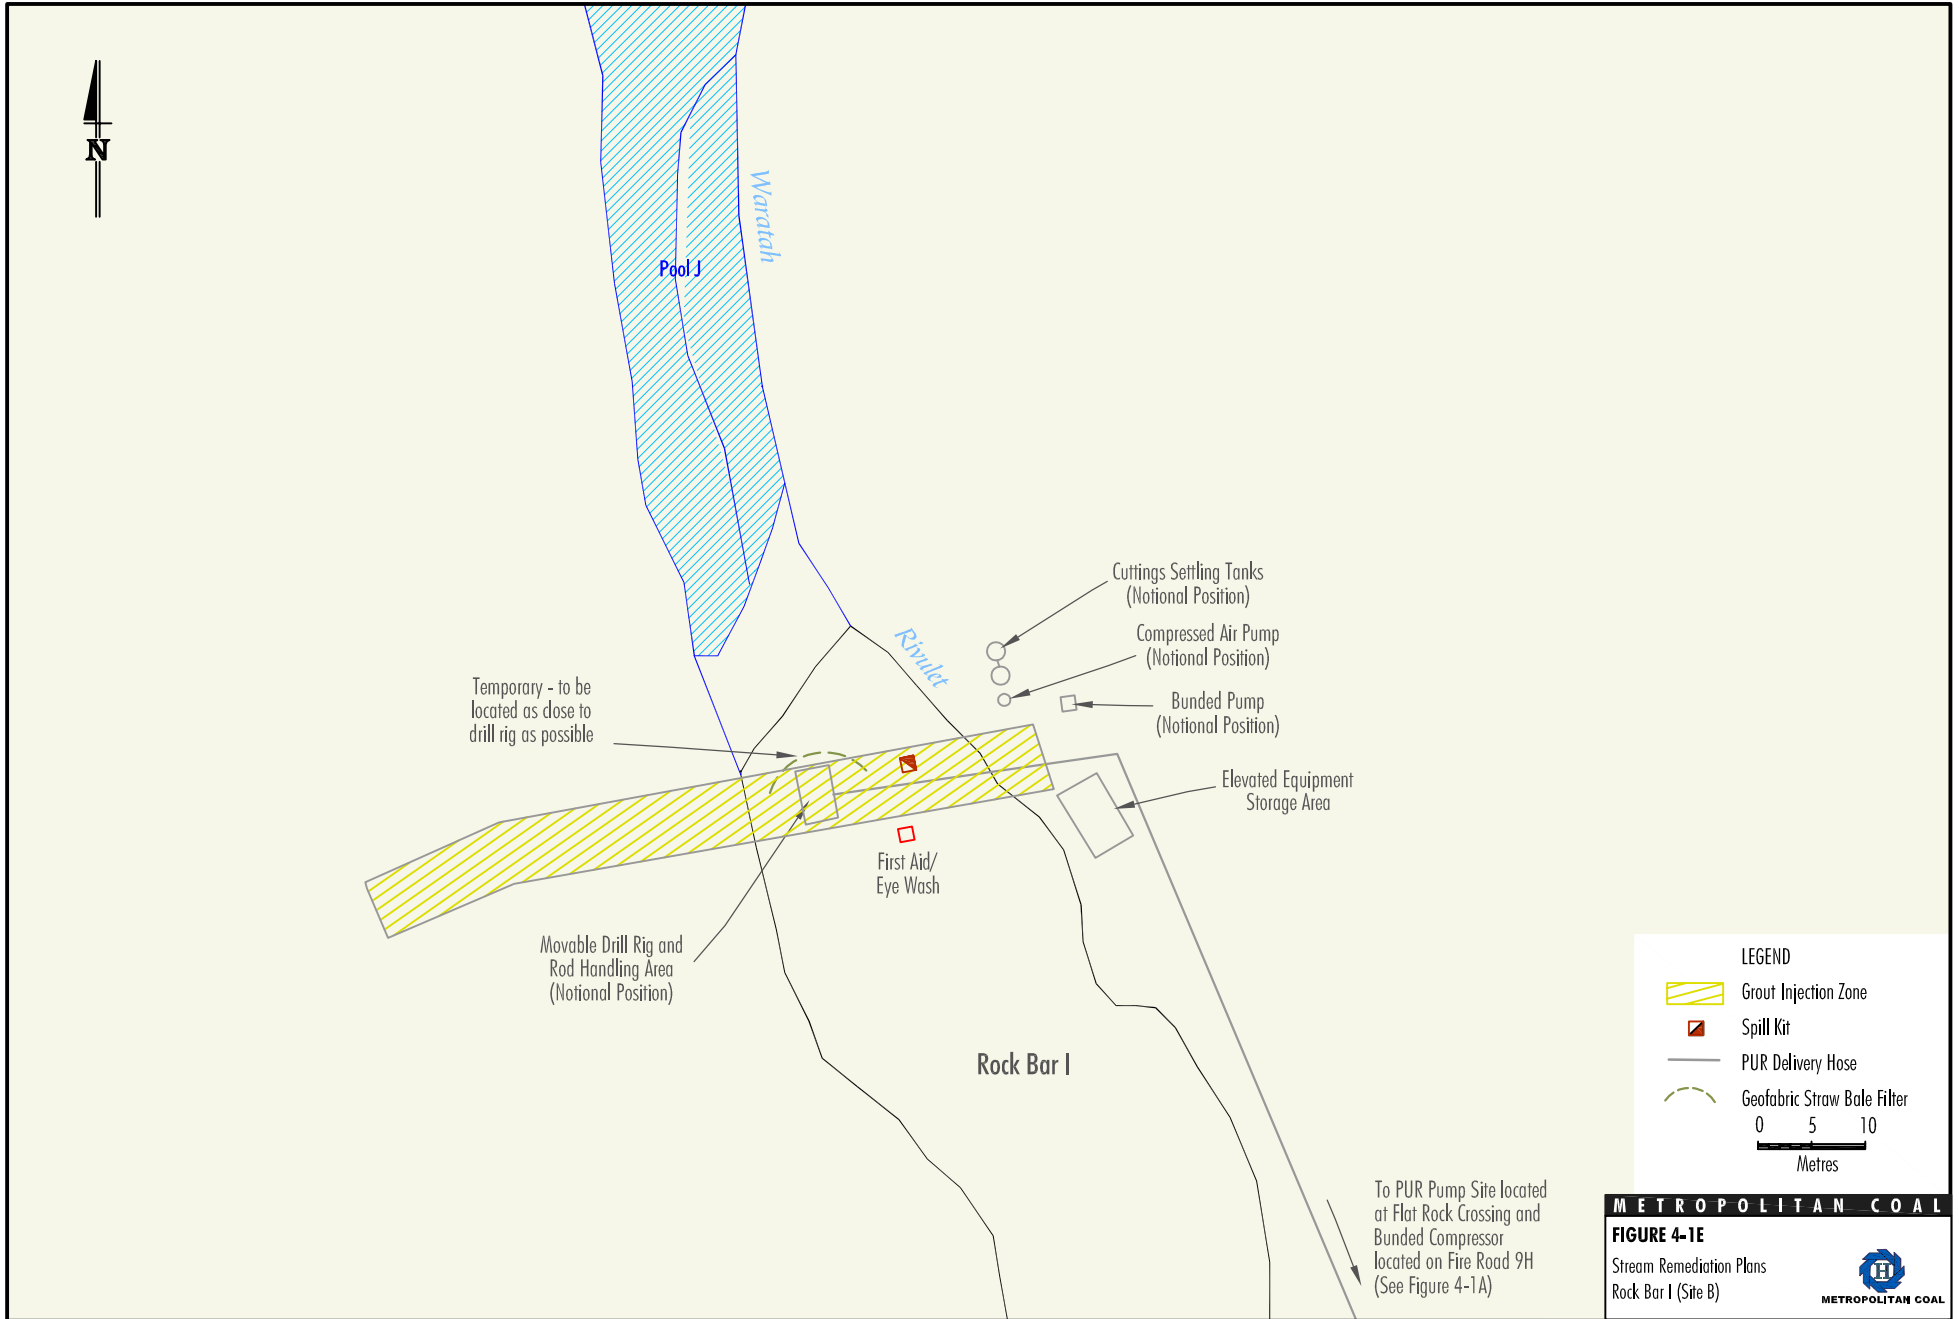 N
Waratah
Pool J
Rivulet
Cuttings Settling Tanks
(Notional Position)
Compressed Air Pump
(Notional Position)
Bunded Pump
(Notional Position)
Temporary - to be
located as close to
drill rig as possible
Elevated Equipment
Storage Area
First Aid/
Eye Wash
Movable Drill Rig and
Rod Handling Area
(Notional Position)
Rock Bar I
To PUR Pump Site located
at Flat Rock Crossing and
Bunded Compressor
located on Fire Road 9H
(See Figure 4-1A)
LEGEND
Grout Injection Zone
Spill Kit
PUR Delivery Hose
Geofabric Straw Bale Filter
0 5 10
Metres
METROPOLITAN COAL
FIGURE 4-1E
Stream Remediation Plans
Rock Bar I (Site B)
H
METROPOLITAN COAL